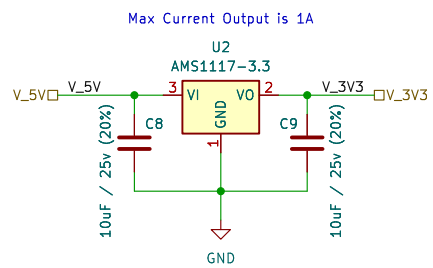 Max Current Output is 1A
U2
AMS1117-3.3
V_5V
V_5V
3
VI
VO
2
V_3V3
V_3V3
GND
1
C8
10uF / 25v (20%)
C9
10uF / 25v (20%)
GND